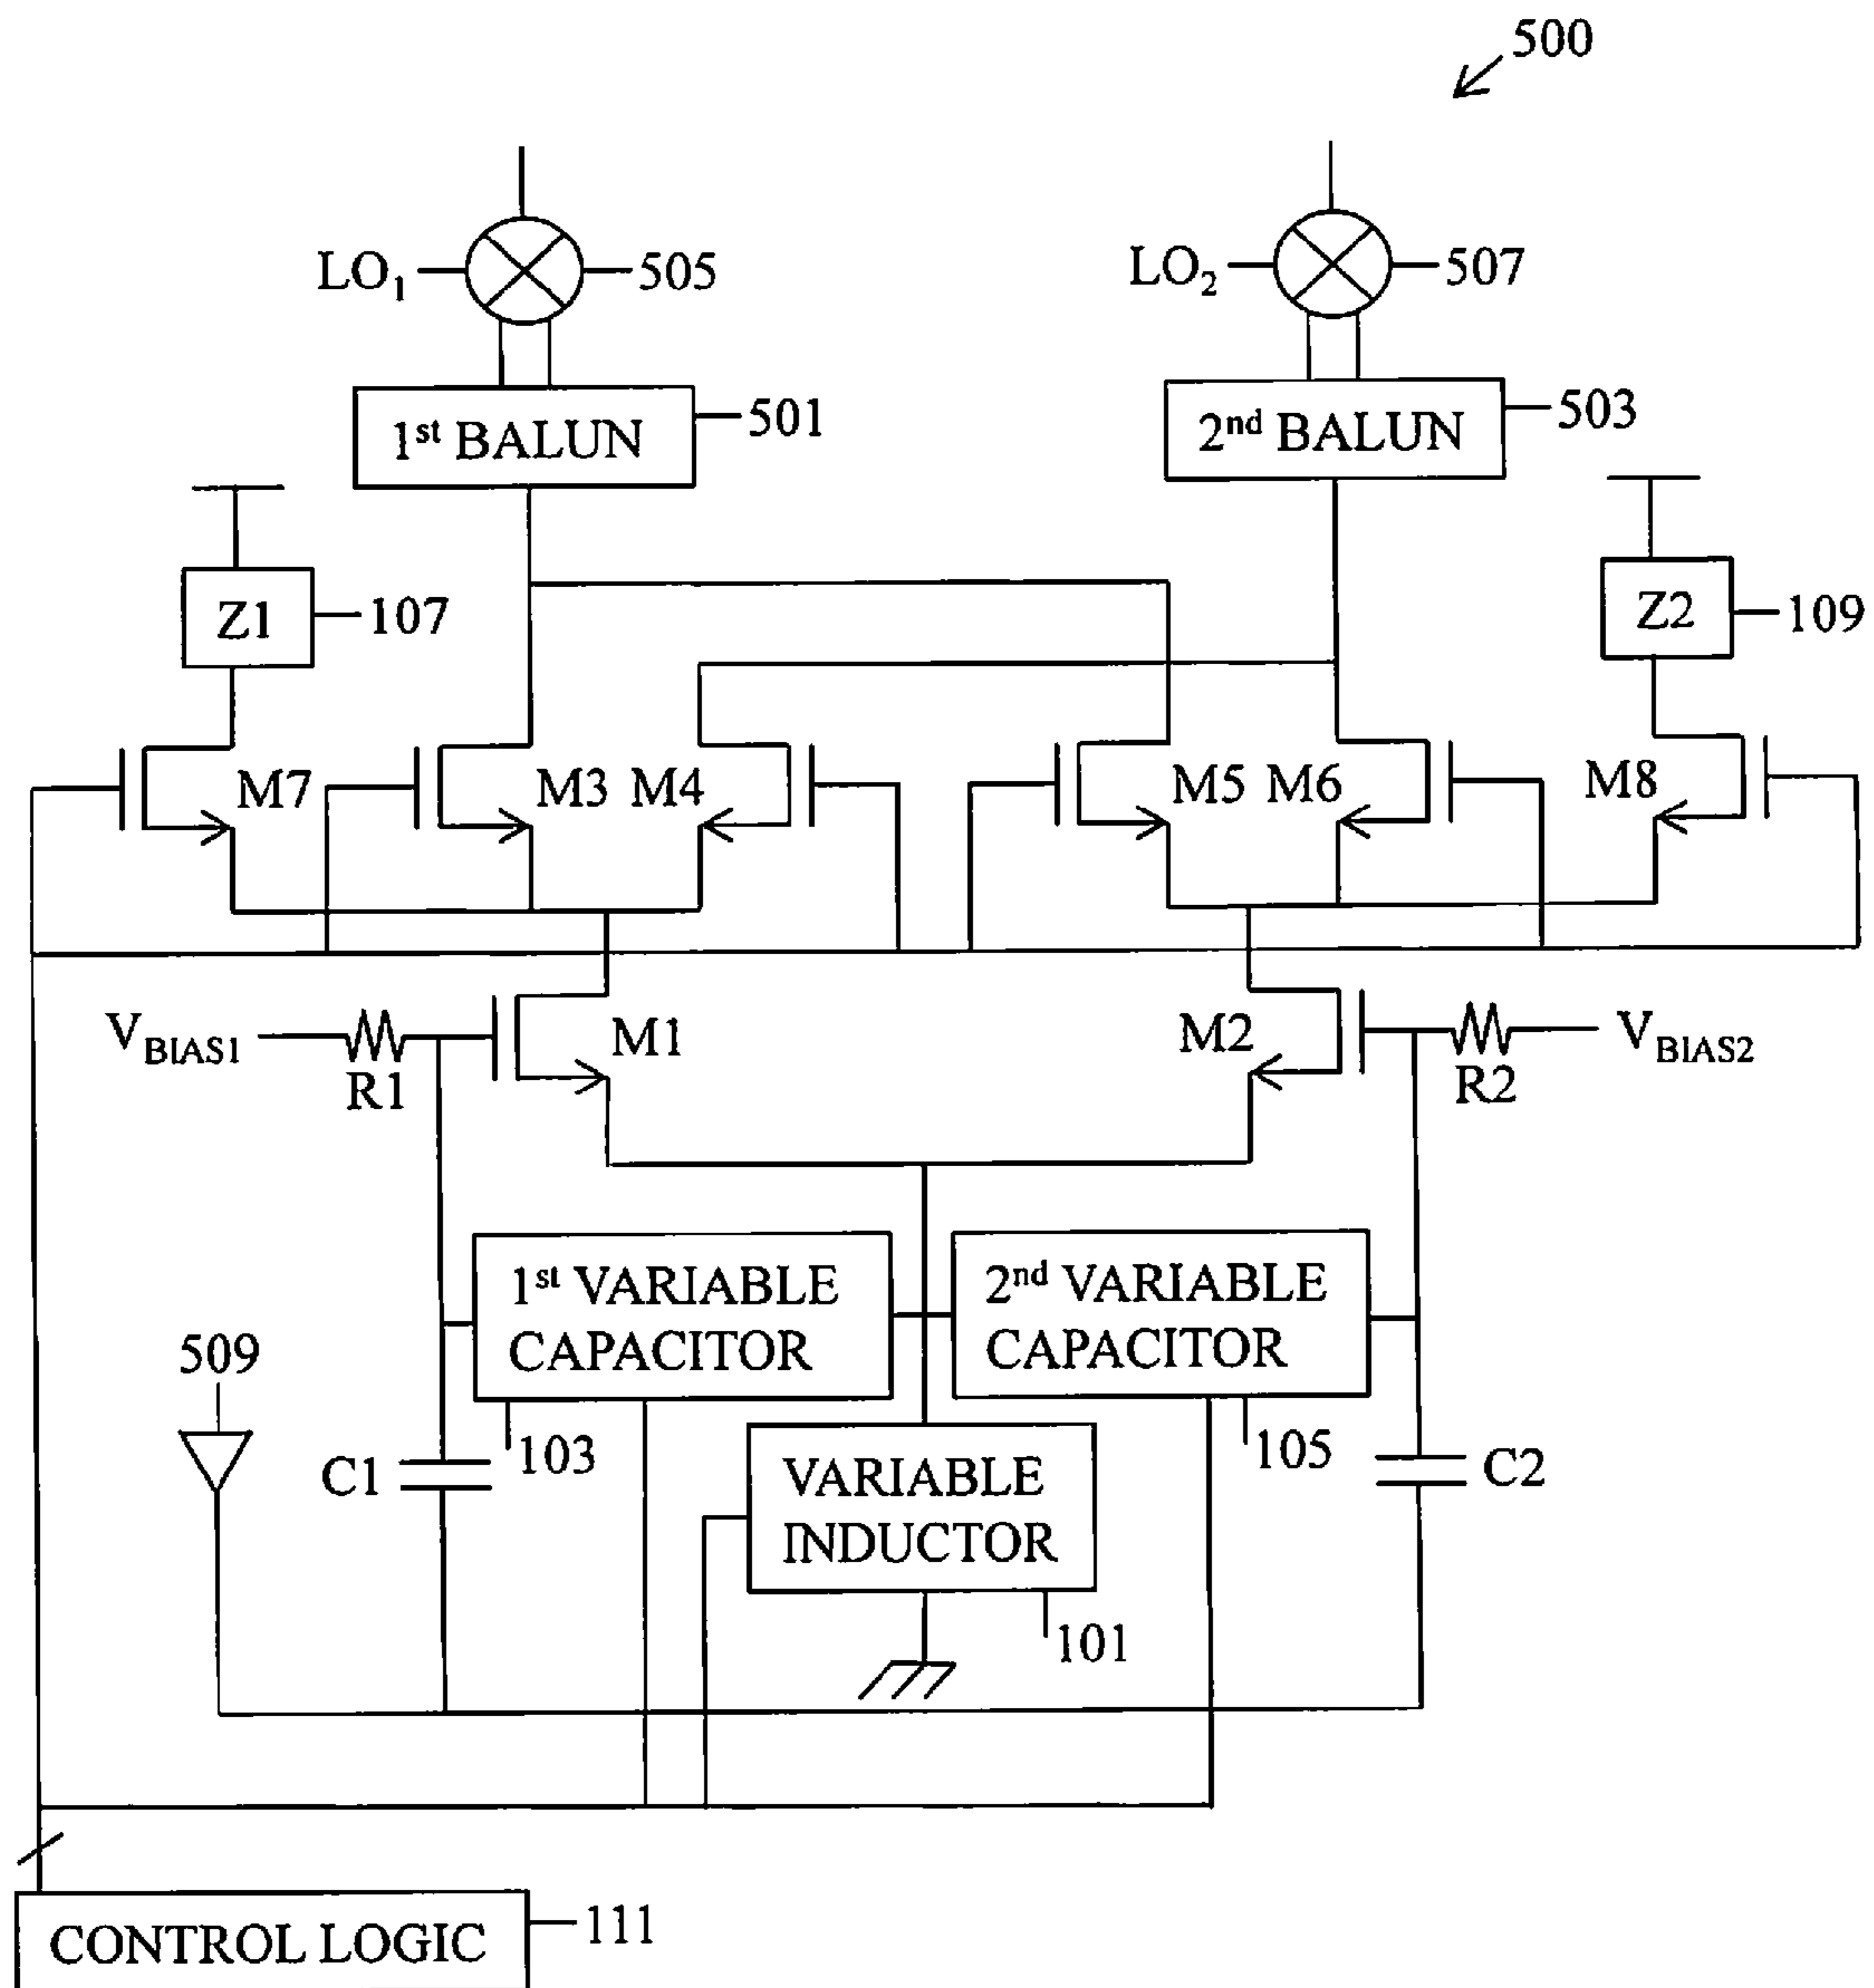 500
LO1
505
LO2
507
1st BALUN
501
2nd BALUN
503
Z1
107
Z2
109
M7
M3
M4
M5
M6
M8
VBIAS1
R1
M1
M2
R2
VBIAS2
1st VARIABLE
CAPACITOR
2nd VARIABLE
CAPACITOR
509
103
105
C1
C2
VARIABLE
INDUCTOR
101
CONTROL LOGIC
111